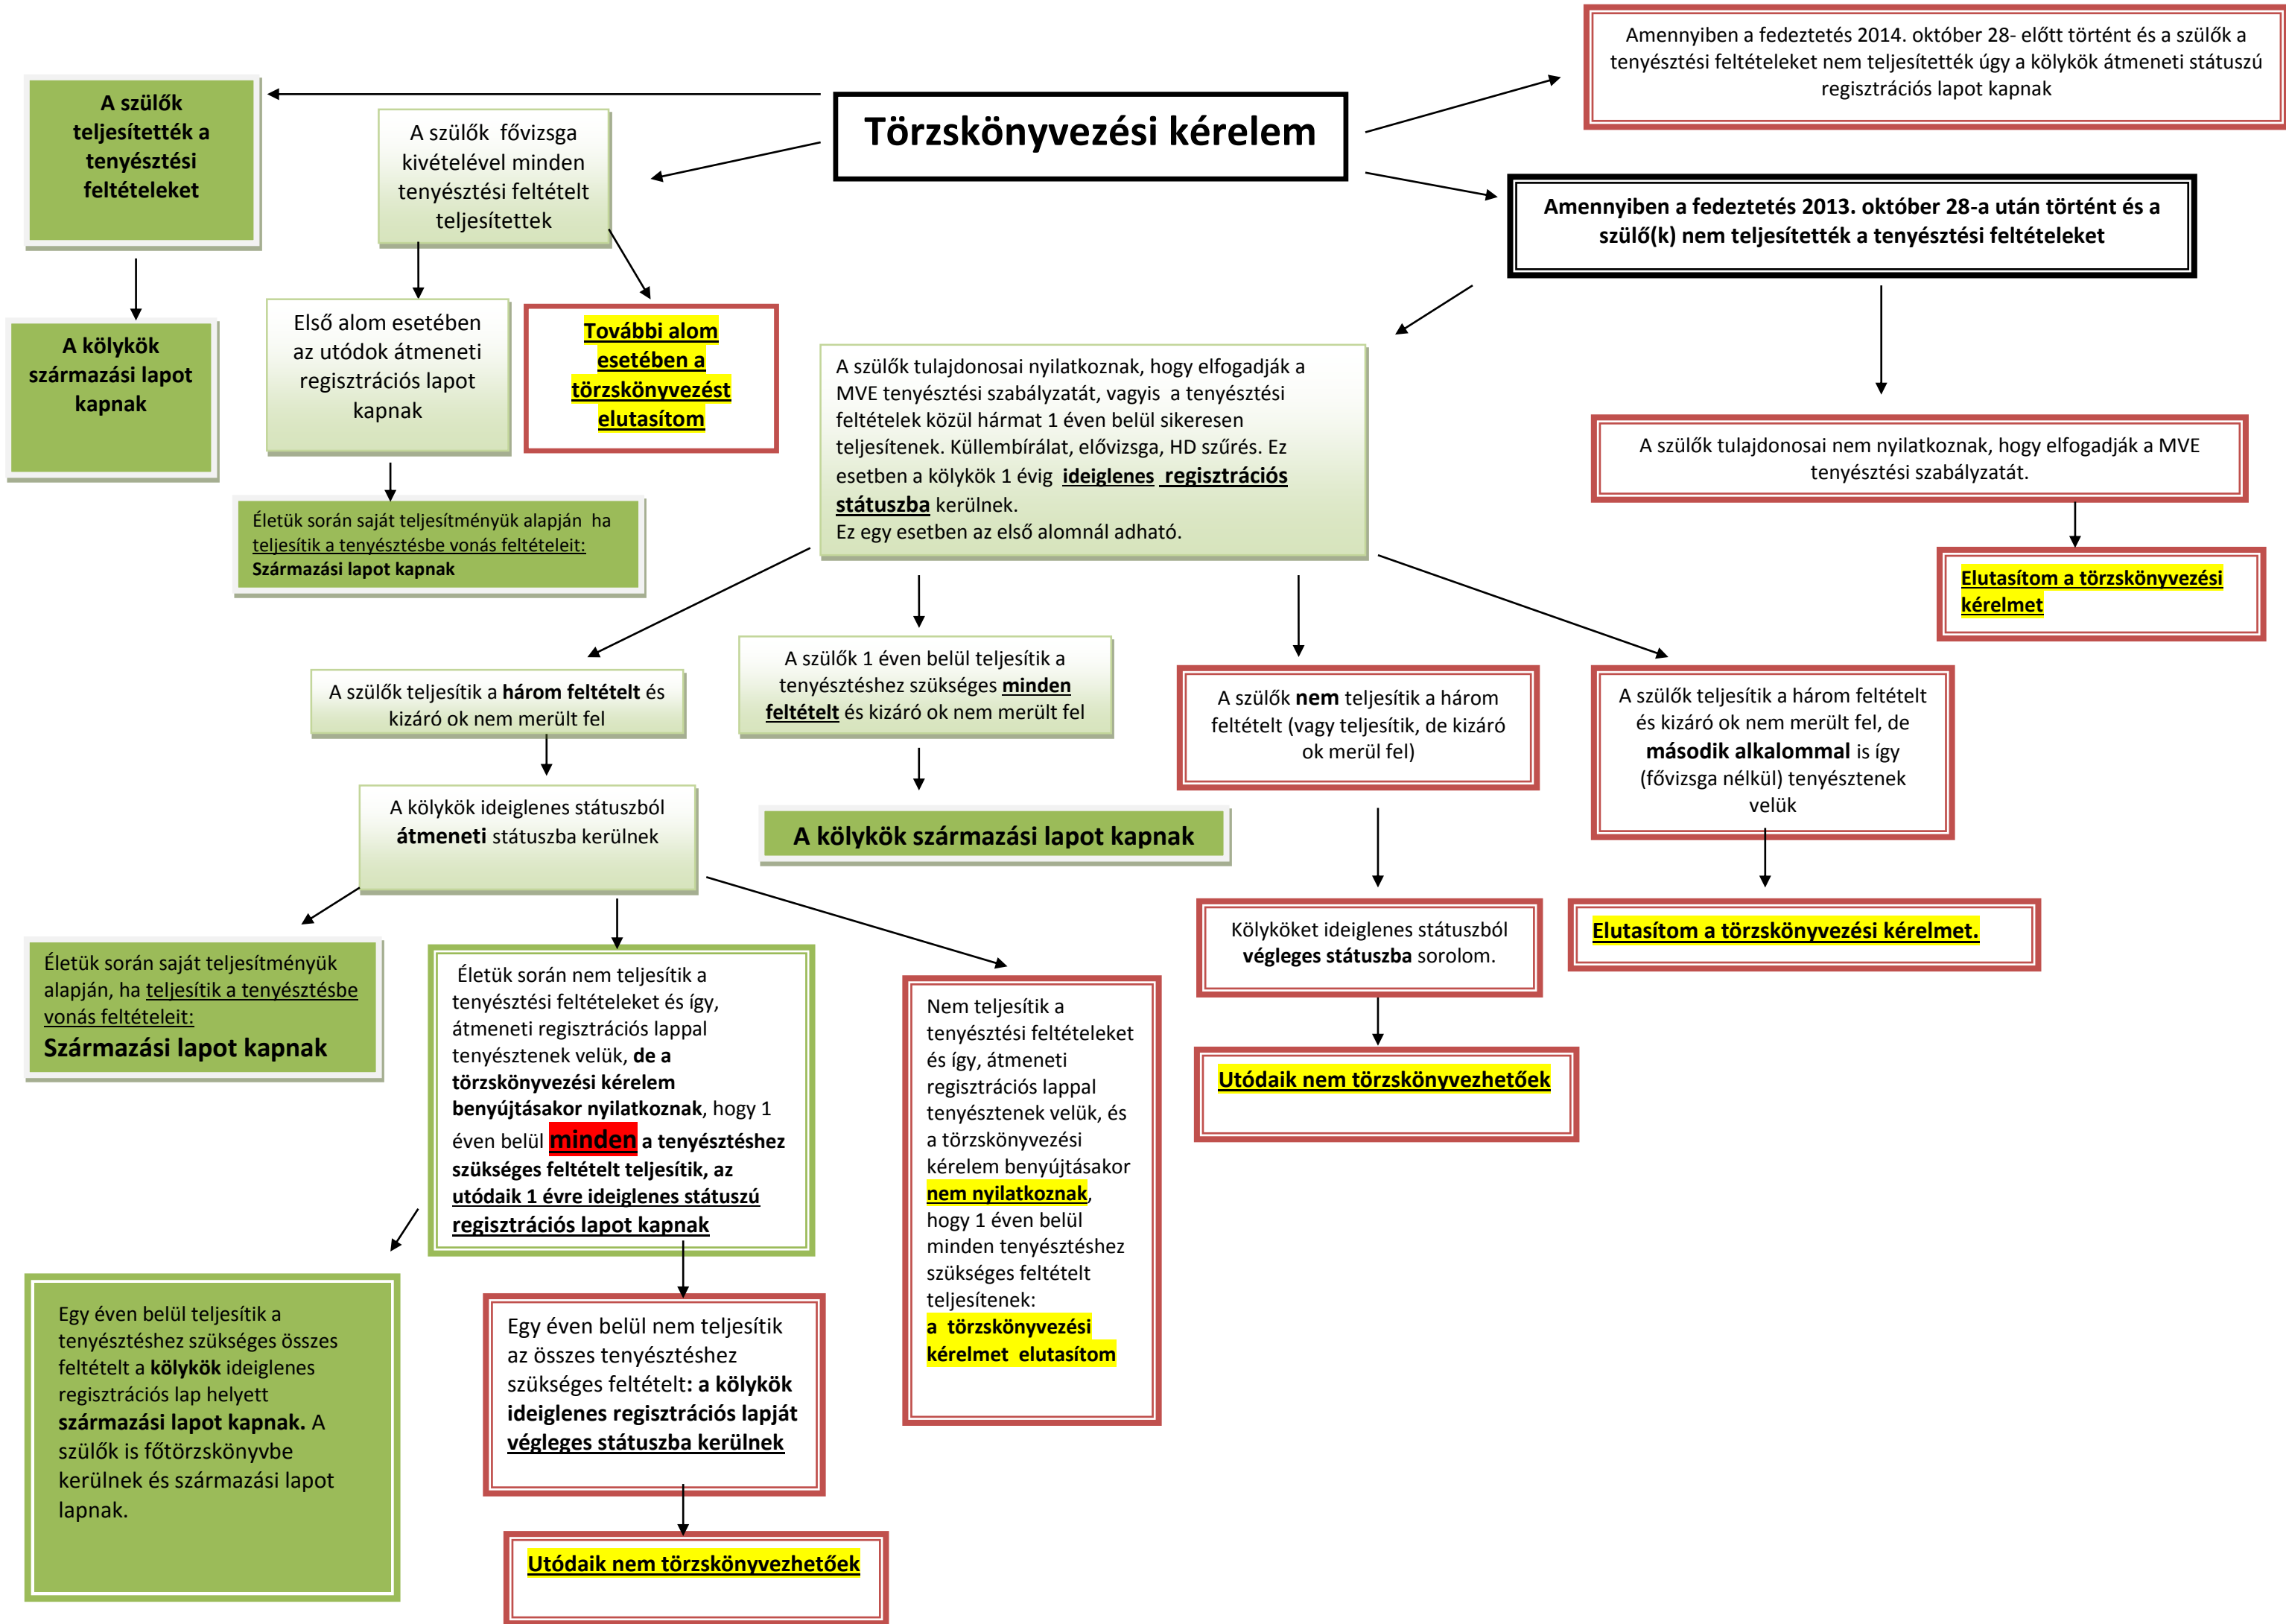 Törzskönyvezési kérelem
Amennyiben a fedeztetés 2014. október 28- előtt történt és a szülők a
tenyésztési feltételeket nem teljesítették úgy a kölykök átmeneti státuszú
regisztrációs lapot kapnak
A szülők
teljesítették a
tenyésztési
feltételeket
A szülők  fővizsga
kivételével minden
tenyésztési feltételt
teljesítettek
Amennyiben a fedeztetés 2013. október 28-a után történt és a
szülő(k) nem teljesítették a tenyésztési feltételeket
A kölykök
származási lapot
kapnak
Első alom esetében
az utódok átmeneti
regisztrációs lapot
kapnak
További alom
esetében a
törzskönyvezést
elutasítom
A szülők tulajdonosai nyilatkoznak, hogy elfogadják a
MVE tenyésztési szabályzatát, vagyis  a tenyésztési
feltételek közül hármat 1 éven belül sikeresen
teljesítenek. Küllembírálat, elővizsga, HD szűrés. Ez
esetben a kölykök 1 évig  ideiglenes  regisztrációs
státuszba kerülnek.
Ez egy esetben az első alomnál adható.
A szülők tulajdonosai nem nyilatkoznak, hogy elfogadják a MVE
tenyésztési szabályzatát.
Életük során saját teljesítményük alapján  ha
teljesítik a tenyésztésbe vonás feltételeit:
Származási lapot kapnak
Elutasítom a törzskönyvezési
kérelmet
A szülők teljesítik a három feltételt és
kizáró ok nem merült fel
A szülők 1 éven belül teljesítik a
tenyésztéshez szükséges minden
feltételt és kizáró ok nem merült fel
A szülők nem teljesítik a három
feltételt (vagy teljesítik, de kizáró
ok merül fel)
A szülők teljesítik a három feltételt
és kizáró ok nem merült fel, de
második alkalommal is így
(fővizsga nélkül) tenyésztenek
velük
A kölykök ideiglenes státuszból
átmeneti státuszba kerülnek
A kölykök származási lapot kapnak
Kölyköket ideiglenes státuszból
végleges státuszba sorolom.
Elutasítom a törzskönyvezési kérelmet.
Életük során saját teljesítményük
alapján, ha teljesítik a tenyésztésbe
vonás feltételeit:
Származási lapot kapnak
Életük során nem teljesítik a
tenyésztési feltételeket és így,
átmeneti regisztrációs lappal
tenyésztenek velük, de a
törzskönyvezési kérelem
benyújtásakor nyilatkoznak, hogy 1
éven belül minden a tenyésztéshez
szükséges feltételt teljesítik, az
utódaik 1 évre ideiglenes státuszú
regisztrációs lapot kapnak
Nem teljesítik a
tenyésztési feltételeket
és így, átmeneti
regisztrációs lappal
tenyésztenek velük, és
a törzskönyvezési
kérelem benyújtásakor
nem nyilatkoznak,
hogy 1 éven belül
minden tenyésztéshez
szükséges feltételt
teljesítenek:
a  törzskönyvezési
kérelmet  elutasítom
Utódaik nem törzskönyvezhetőek
Egy éven belül teljesítik a
tenyésztéshez szükséges összes
feltételt a kölykök ideiglenes
regisztrációs lap helyett
származási lapot kapnak. A
szülők is főtörzskönyvbe
kerülnek és származási lapot
lapnak.
Egy éven belül nem teljesítik
az összes tenyésztéshez
szükséges feltételt: a kölykök
ideiglenes regisztrációs lapját
végleges státuszba kerülnek
Utódaik nem törzskönyvezhetőek